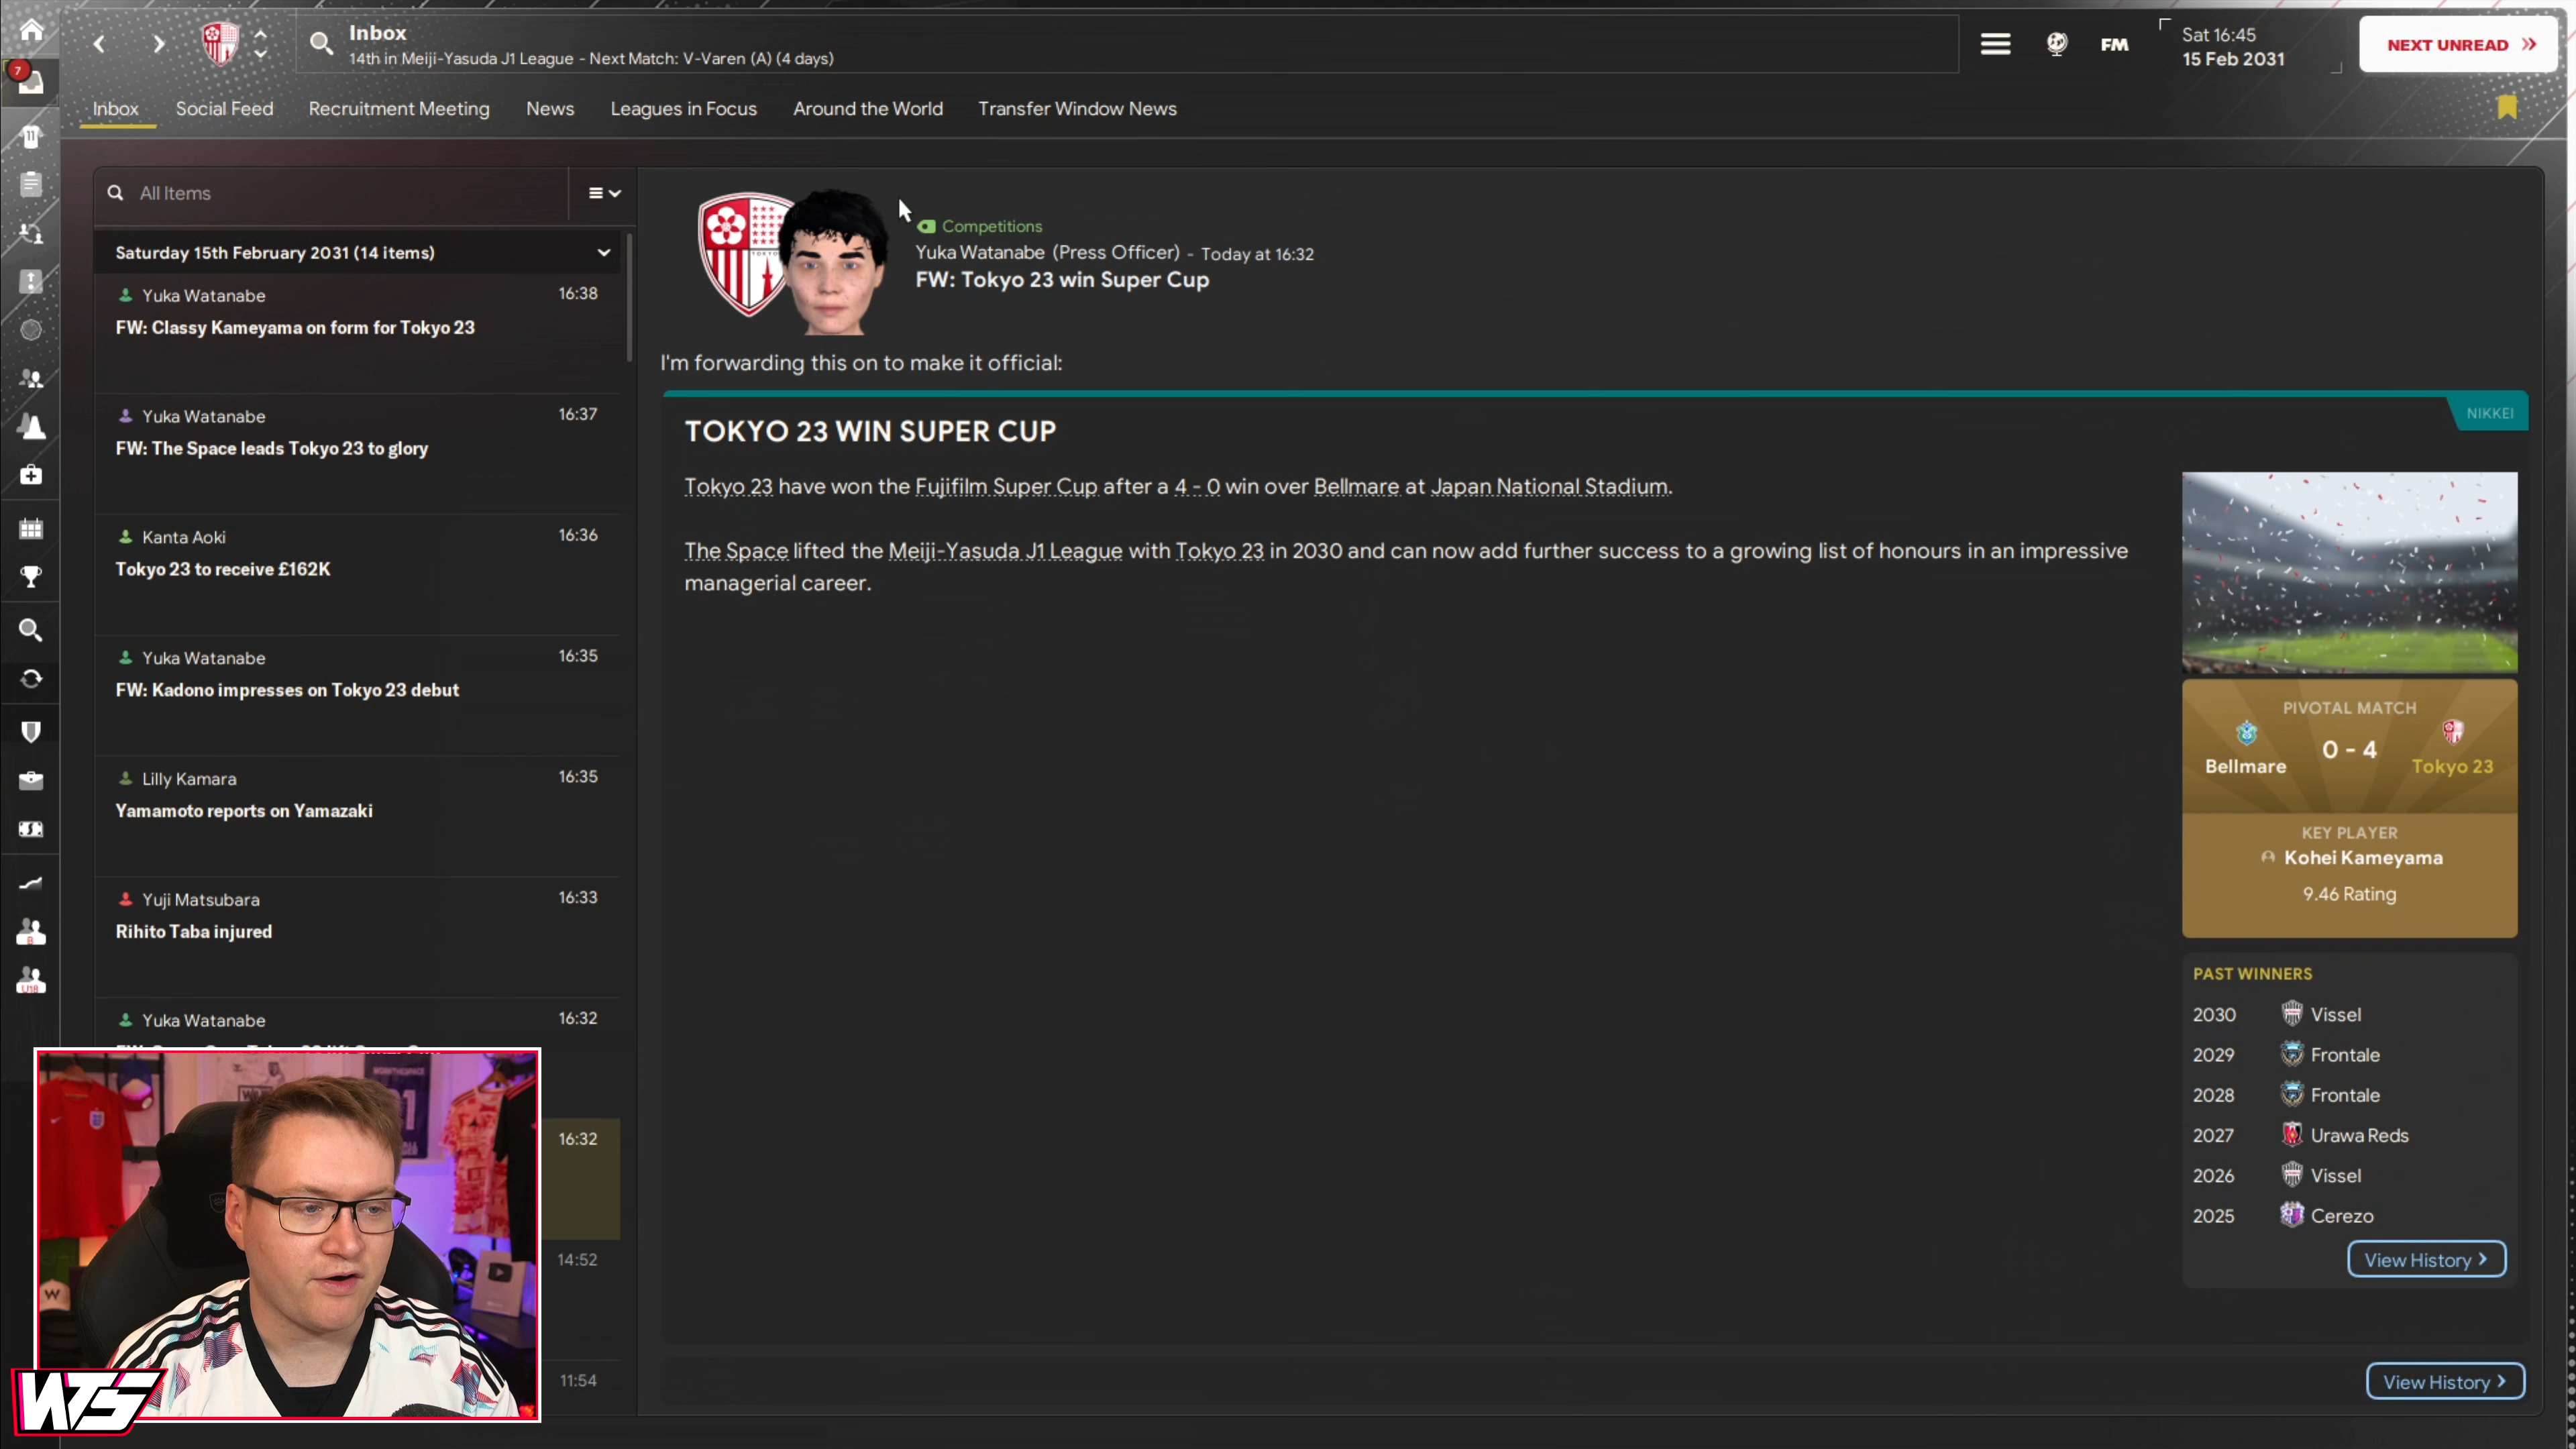 Inbox
14th in Meiji-Yasuda J1 League - Next Match: V-Varen (A) (4 days)
FM
Sat 16:45
15 Feb 2031
NEXT UNREAD
7
Inbox
Social Feed
Recruitment Meeting
News
Leagues in Focus
Around the World
Transfer Window News
All Items
Saturday 15th February 2031 (14 items)
Yuka Watanabe 16:38
FW: Classy Kameyama on form for Tokyo 23
Yuka Watanabe 16:37
FW: The Space leads Tokyo 23 to glory
Kanta Aoki 16:36
Tokyo 23 to receive £162K
Yuka Watanabe 16:35
FW: Kadono impresses on Tokyo 23 debut
Lilly Kamara 16:35
Yamamoto reports on Yamazaki
Yuji Matsubara 16:33
Rihito Taba injured
Yuka Watanabe 16:32
16:32
14:52
11:54
Competitions
Yuka Watanabe (Press Officer) - Today at 16:32
FW: Tokyo 23 win Super Cup
I'm forwarding this on to make it official:
NIKKEI
TOKYO 23 WIN SUPER CUP
Tokyo 23 have won the Fujifilm Super Cup after a 4 - 0 win over Bellmare at Japan National Stadium.
The Space lifted the Meiji-Yasuda J1 League with Tokyo 23 in 2030 and can now add further success to a growing list of honours in an impressive
managerial career.
PIVOTAL MATCH
Bellmare 0 - 4 Tokyo 23
KEY PLAYER
Kohei Kameyama
9.46 Rating
PAST WINNERS
2030 Vissel
2029 Frontale
2028 Frontale
2027 Urawa Reds
2026 Vissel
2025 Cerezo
View History
View History
11
B
U18
WTS